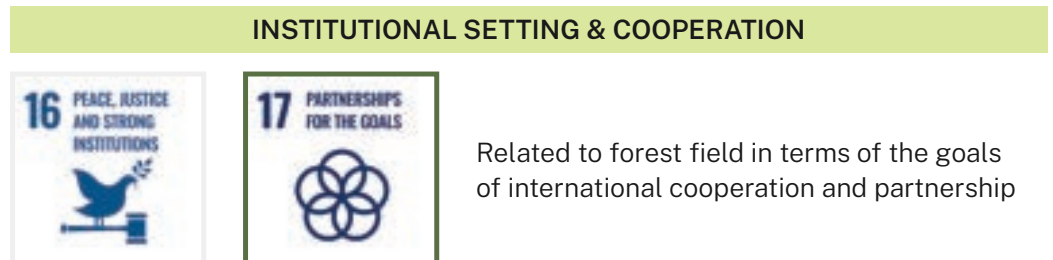 INSTITUTIONAL SETTING & COOPERATION
16 PEACE, JUSTICE
AND STRONG
INSTITUTIONS
17 PARTNERSHIPS
FOR THE GOALS
Related to forest field in terms of the goals
of international cooperation and partnership